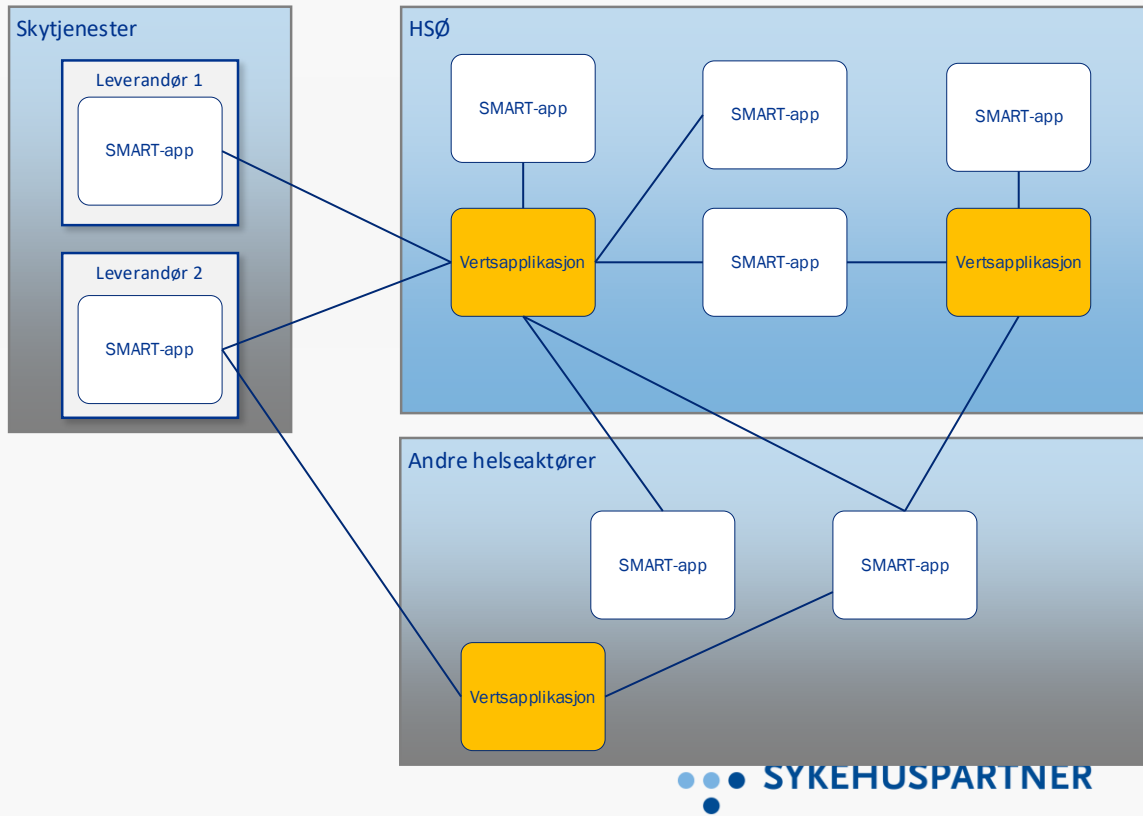 Skytjenester
Leverandør 1
SMART-app
Leverandør 2
SMART-app
HSØ
SMART-app
SMART-app
SMART-app
Vertsapplikasjon
SMART-app
Vertsapplikasjon
Andre helseaktører
SMART-app
SMART-app
Vertsapplikasjon
SYKEHUSPARTNER